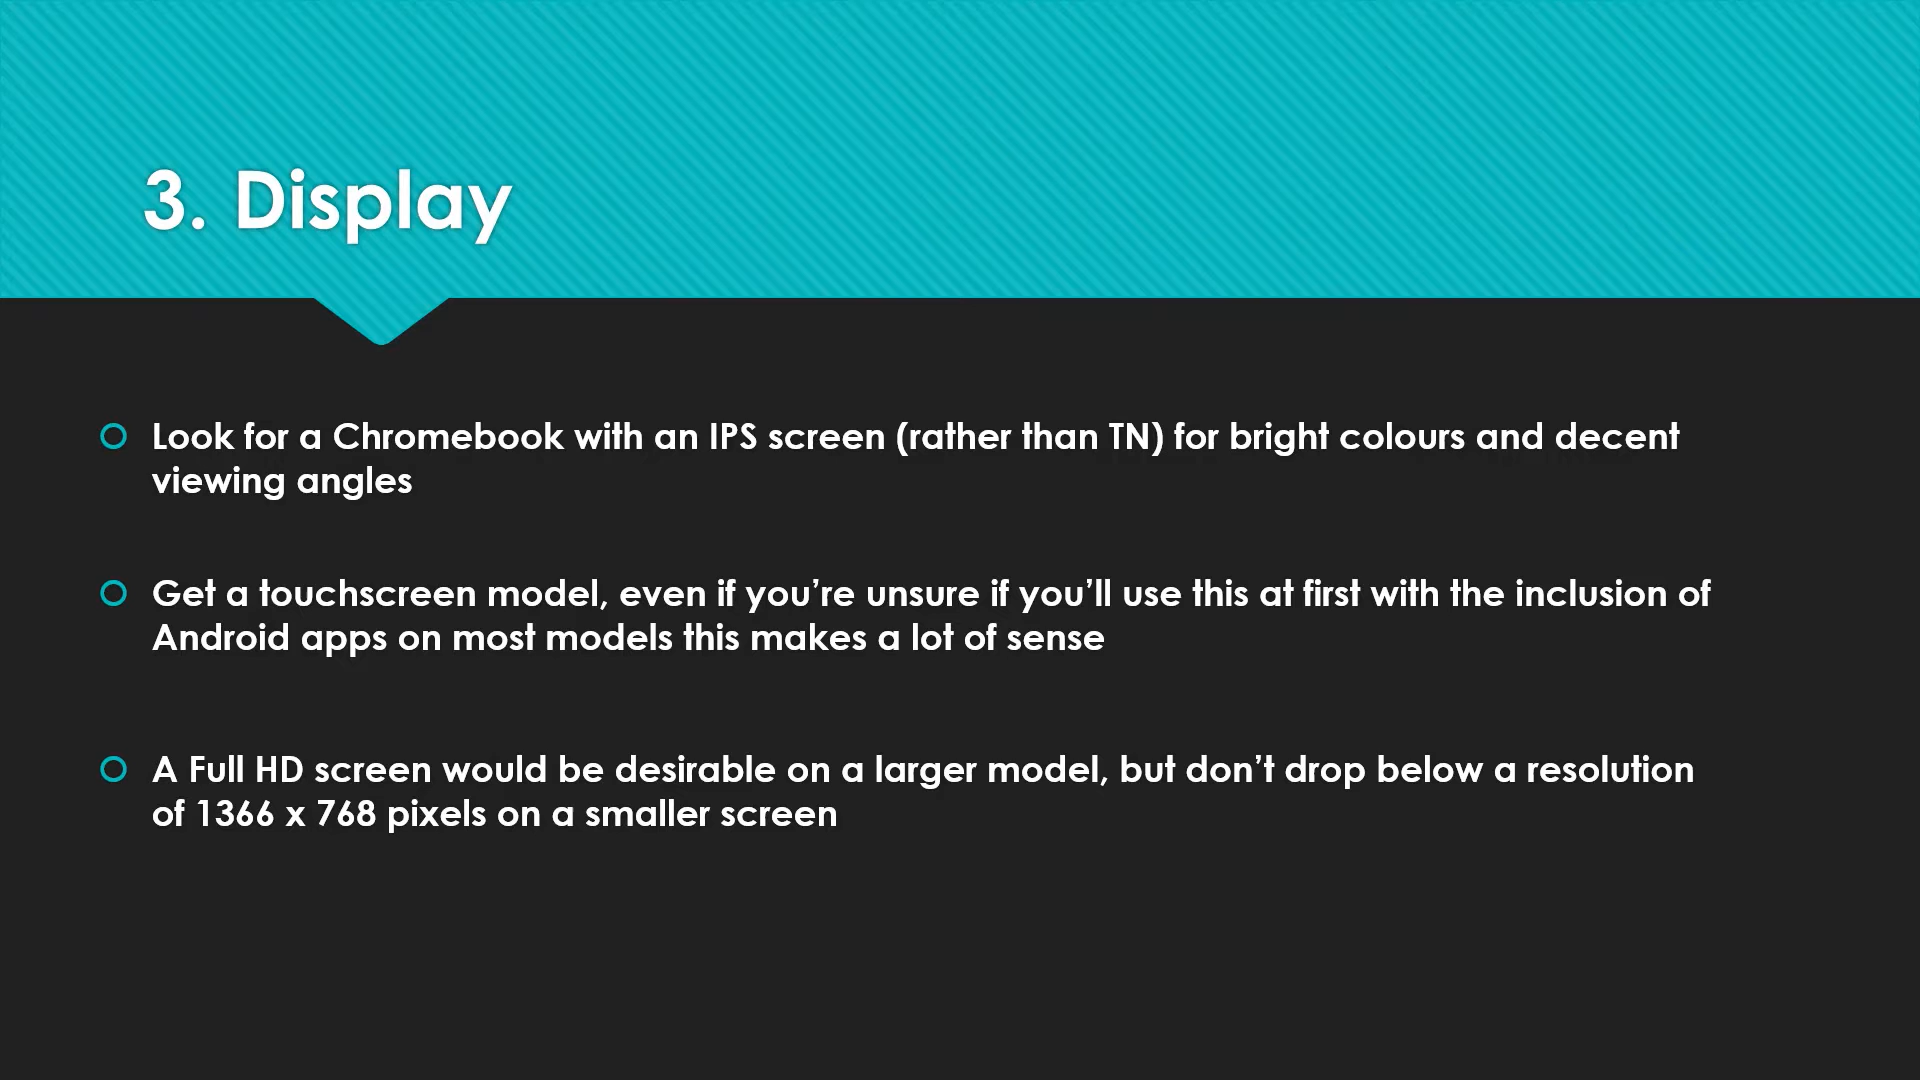 3. Display
Look for a Chromebook with an IPS screen (rather than TN) for bright colours and decent
viewing angles
Get a touchscreen model, even if you’re unsure if you’ll use this at first with the inclusion of
Android apps on most models this makes a lot of sense
A Full HD screen would be desirable on a larger model, but don’t drop below a resolution
of 1366 x 768 pixels on a smaller screen